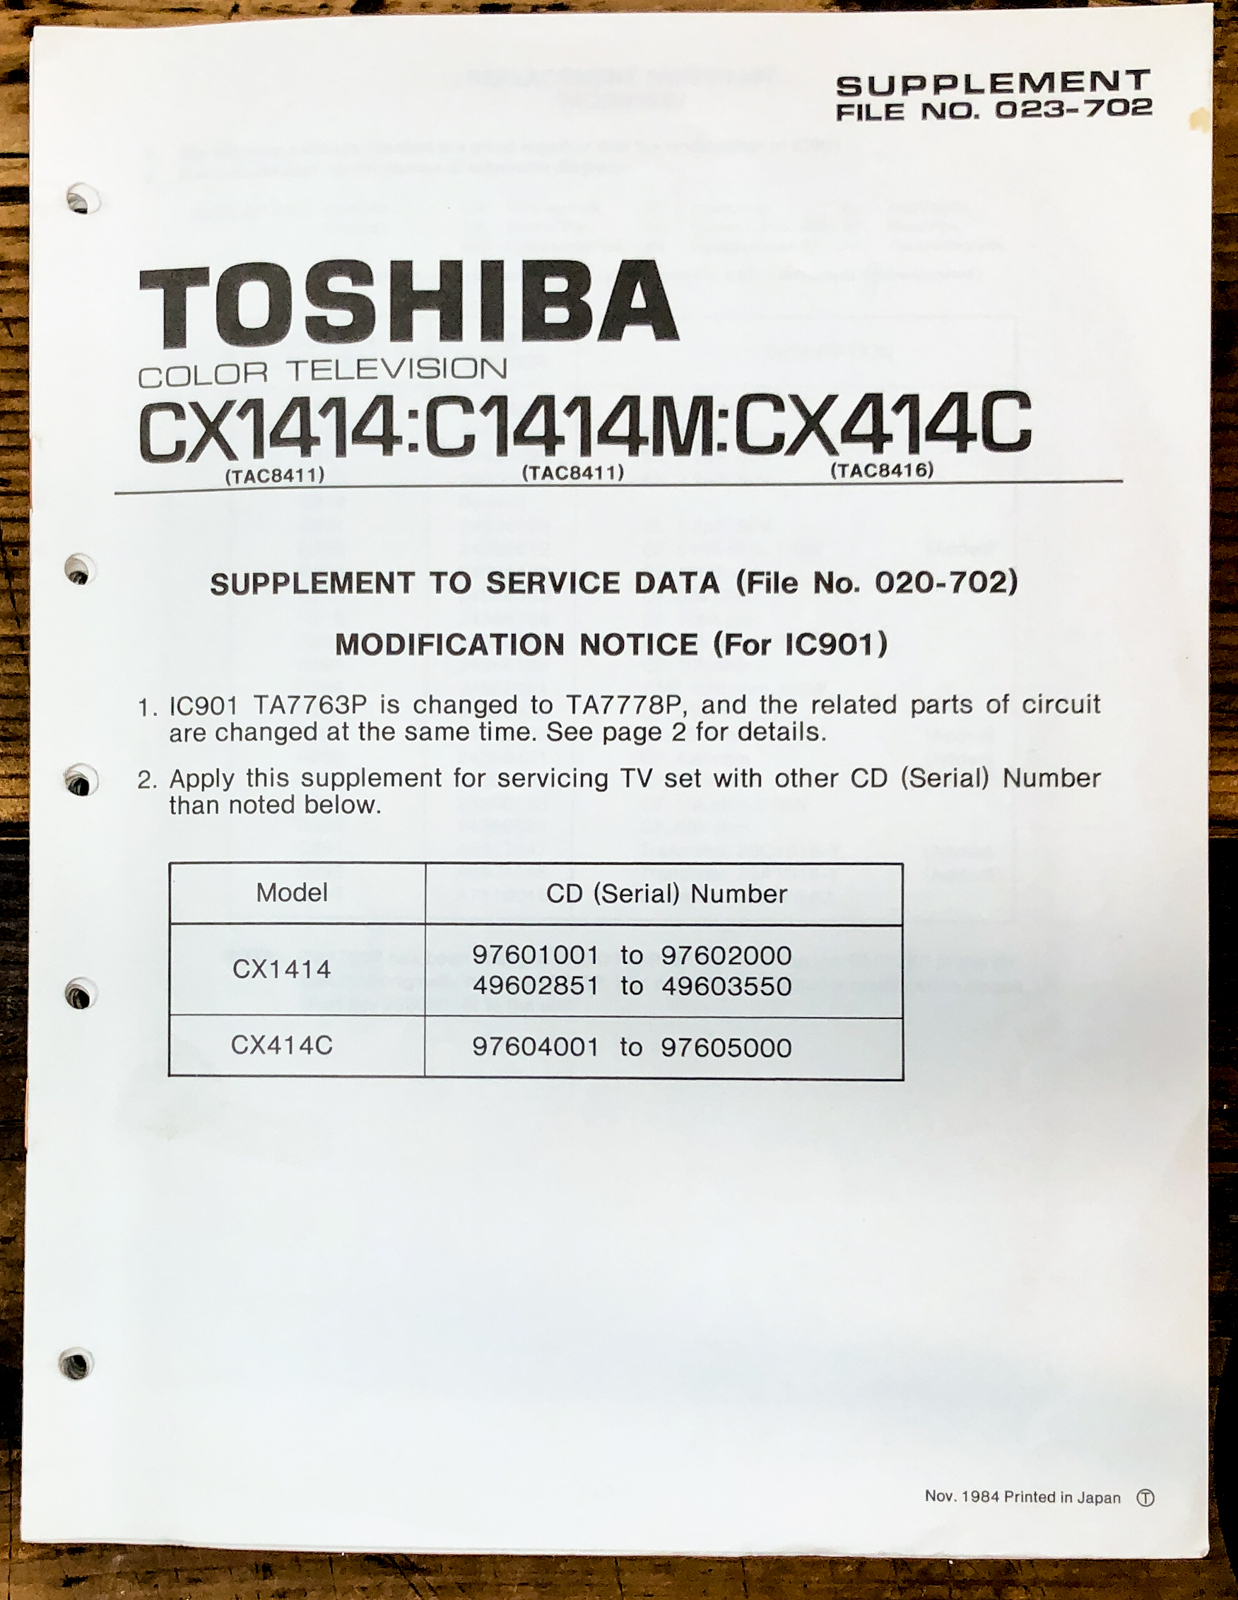 SUPPLEMENT
FILE NO. 023-702
TOSHIBA
COLOR TELEVISION
CX1414:C1414M:CX414C
(TAC8411) (TAC8411) (TAC8416)
SUPPLEMENT TO SERVICE DATA (File No. 020-702)
MODIFICATION NOTICE (For IC901)
1. IC901 TA7763P is changed to TA7778P, and the related parts of circuit
are changed at the same time. See page 2 for details.
2. Apply this supplement for servicing TV set with other CD (Serial) Number
than noted below.
Model CD (Serial) Number
CX1414 97601001 to 97602000
49602851 to 49603550
CX414C 97604001 to 97605000
Nov. 1984 Printed in Japan Ⓣ